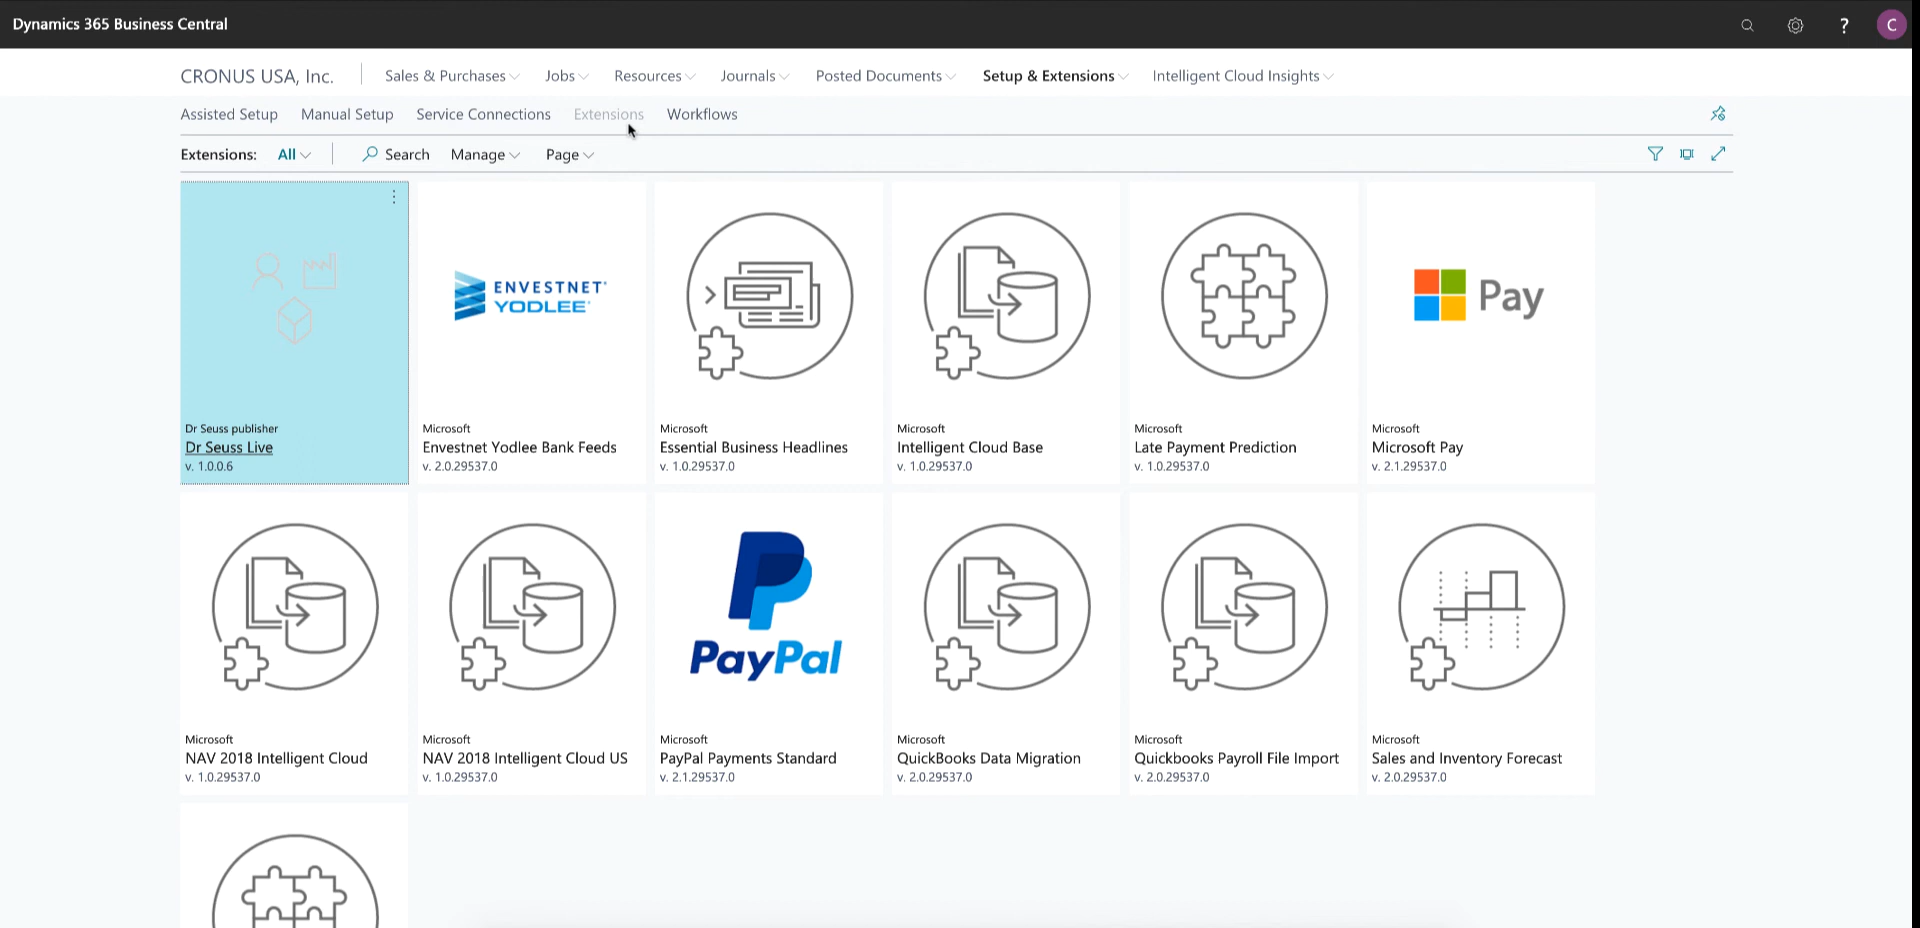 Dynamics 365 Business Central
?
C
CRONUS USA, Inc.
Sales & Purchases
Jobs
Resources
Journals
Posted Documents
Setup & Extensions
Intelligent Cloud Insights
Assisted Setup
Manual Setup
Service Connections
Extensions
Workflows
Extensions:
All
Search
Manage
Page
Dr Seuss publisher
Dr Seuss Live
v. 1.0.0.6
ENVESTNET®
YODLEE®
Microsoft
Envestnet Yodlee Bank Feeds
v. 2.0.29537.0
Microsoft
Essential Business Headlines
v. 1.0.29537.0
Microsoft
Intelligent Cloud Base
v. 1.0.29537.0
Microsoft
Late Payment Prediction
v. 1.0.29537.0
Pay
Microsoft
Microsoft Pay
v. 2.1.29537.0
Microsoft
NAV 2018 Intelligent Cloud
v. 1.0.29537.0
Microsoft
NAV 2018 Intelligent Cloud US
v. 1.0.29537.0
PayPal
Microsoft
PayPal Payments Standard
v. 2.1.29537.0
Microsoft
QuickBooks Data Migration
v. 2.0.29537.0
Microsoft
Quickbooks Payroll File Import
v. 2.0.29537.0
Microsoft
Sales and Inventory Forecast
v. 2.0.29537.0